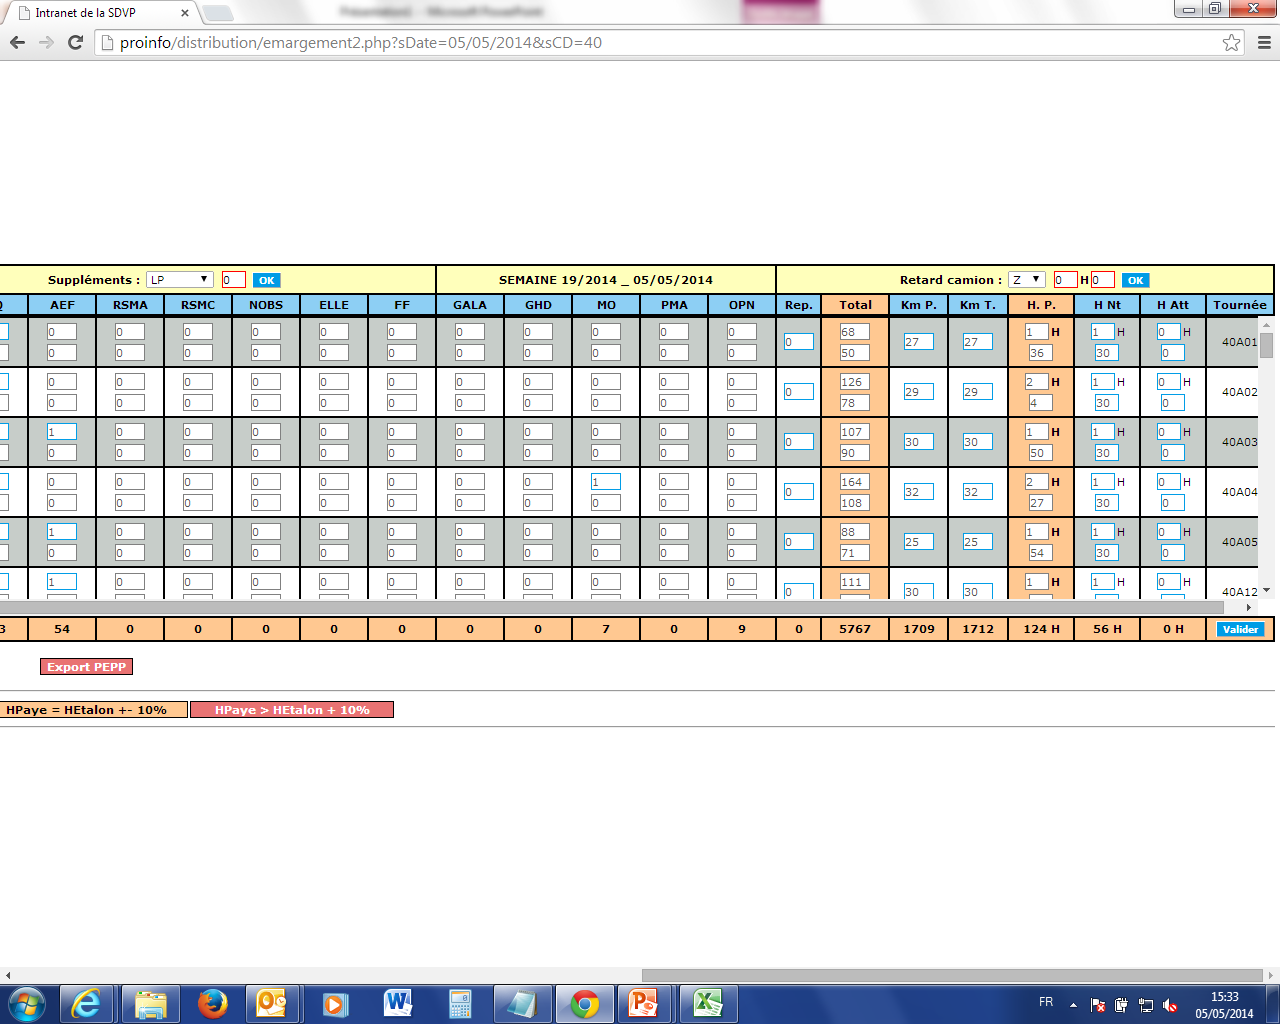 Intranet de la SDVP
Présentation1 - Microsoft PowerPoint
proinfo/distribution/emargement2.php?sDate=05/05/2014&sCD=40
Suppléments : LP 0 OK SEMAINE 19/2014 _ 05/05/2014 Retard camion : Z 0 H 0 OK
Q AEF RSMA RSMC NOBS ELLE FF GALA GHD MO PMA OPN Rep. Total Km P. Km T. H. P. H Nt H Att Tournée
0 0 0 0 0 0 0 0 0 0 0 68 1 H 1 H 0 H
0 27 27 40A01
0 0 0 0 0 0 0 0 0 0 0 50 36 30 0
0 0 0 0 0 0 0 0 0 0 0 126 2 H 1 H 0 H
0 29 29 40A02
0 0 0 0 0 0 0 0 0 0 0 78 4 30 0
1 0 0 0 0 0 0 0 0 0 0 107 1 H 1 H 0 H
0 30 30 40A03
0 0 0 0 0 0 0 0 0 0 0 90 50 30 0
0 0 0 0 0 0 0 0 1 0 0 164 2 H 1 H 0 H
0 32 32 40A04
0 0 0 0 0 0 0 0 0 0 0 108 27 30 0
1 0 0 0 0 0 0 0 0 0 0 88 1 H 1 H 0 H
0 25 25 40A05
0 0 0 0 0 0 0 0 0 0 0 71 54 30 0
1 0 0 0 0 0 0 0 0 0 0 111 1 H 1 H 0 H
0 30 30 40A12
3 54 0 0 0 0 0 0 0 7 0 9 0 5767 1709 1712 124 H 56 H 0 H Valider
Export PEPP
HPaye = HEtalon +- 10% HPaye > HEtalon + 10%
FR 15:33
05/05/2014